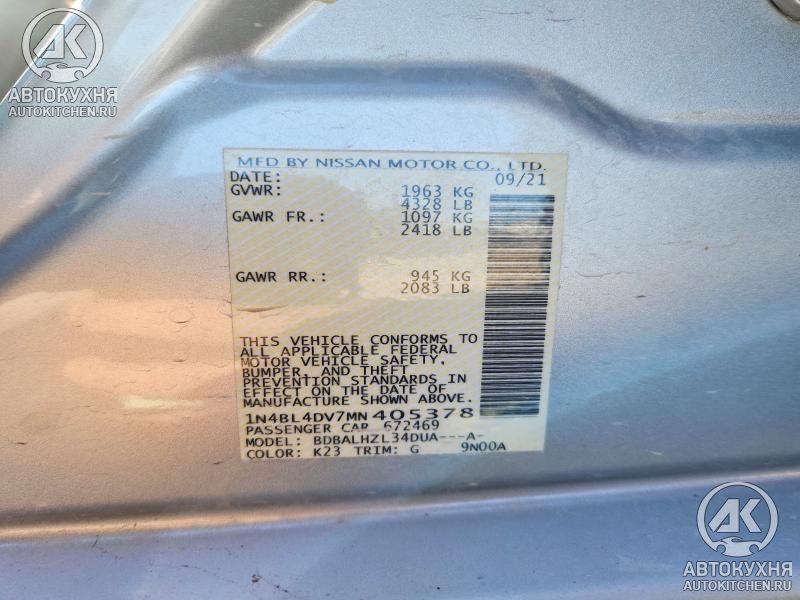 АК
АВТОКУХНЯ
AUTOKITCHEN.RU
MFD BY NISSAN MOTOR CO., LTD.
DATE: 09/21
GVWR: 1963 KG
4328 LB
GAWR FR.: 1097 KG
2418 LB
GAWR RR.: 945 KG
2083 LB
THIS VEHICLE CONFORMS TO
ALL APPLICABLE FEDERAL
MOTOR VEHICLE SAFETY,
BUMPER, AND THEFT
PREVENTION STANDARDS IN
EFFECT ON THE DATE OF
MANUFACTURE SHOWN ABOVE.
1N4BL4DV7MN405378
PASSENGER CAR 672469
MODEL: BDBALHZL34DUA---A-
COLOR: K23 TRIM: G 9N00A
АК
АВТОКУХНЯ
AUTOKITCHEN.RU